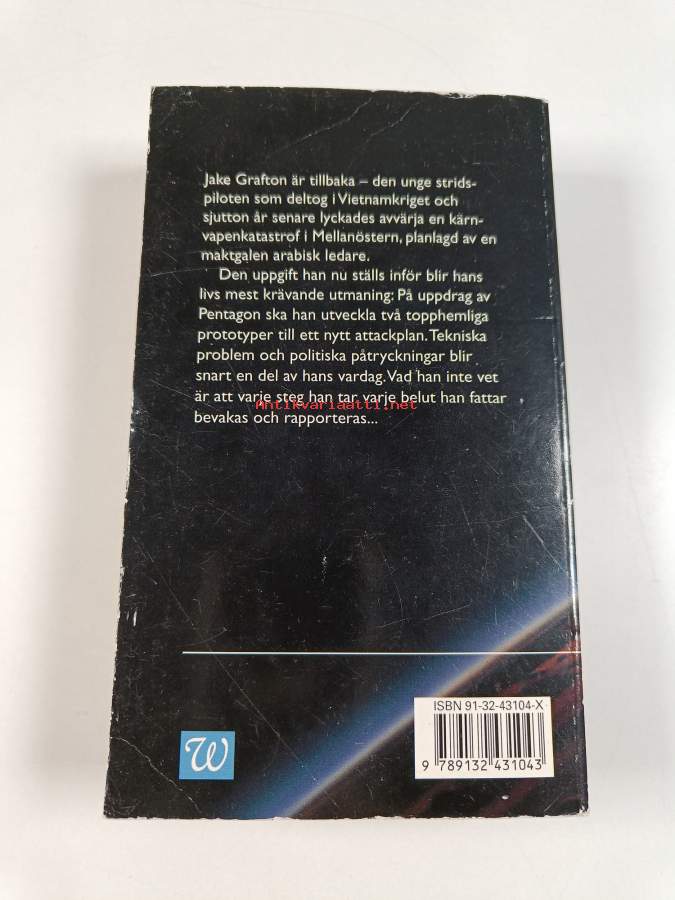 Jake Grafton är tillbaka – den unge strids-
piloten som deltog i Vietnamkriget och
sjutton år senare lyckades avvärja en kärn-
vapenkatastrof i Mellanöstern, planlagd av en
maktgalen arabisk ledare.
Den uppgift han nu ställs inför blir hans
livs mest krävande utmaning: På uppdrag av
Pentagon ska han utveckla två topphemliga
prototyper till ett nytt attackplan. Tekniska
problem och politiska påtryckningar blir
snart en del av hans vardag. Vad han inte vet
är att varje steg han tar varje belut han fattar
Antikvariaatti.net
bevakas och rapporteras...
ISBN 91-32-43104-X
W
9 789132 431043